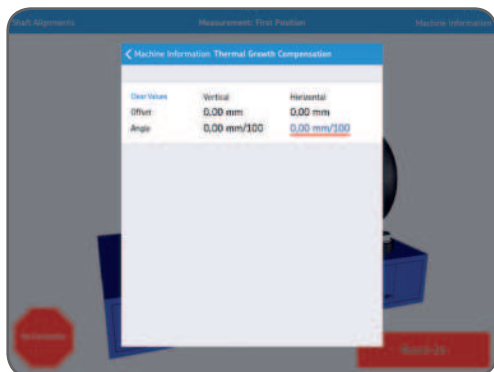 Shaft Alignments Measurement: First Position Machine Information
Machine Information Thermal Growth Compensation
Clear Values Vertical Horizontal
Offset 0,00 mm 0,00 mm
Angle 0,00 mm/100 0,00 mm/100